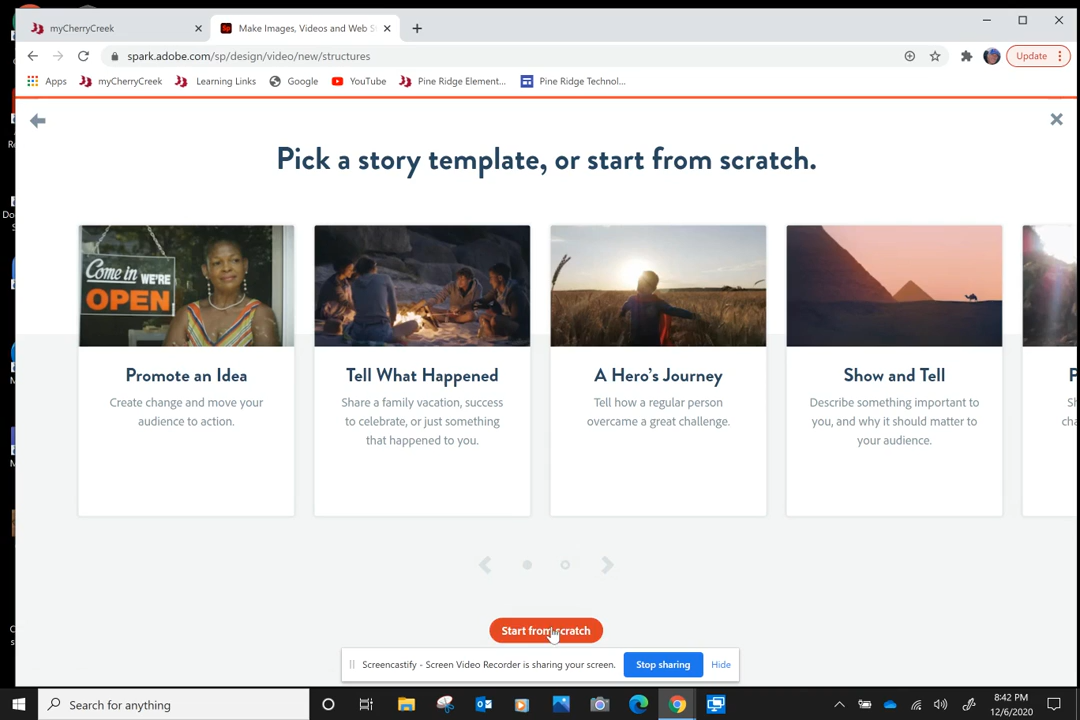 myCherryCreek
Make Images, Videos and Web S
spark.adobe.com/sp/design/video/new/structures
Update
Apps
myCherryCreek
Learning Links
Google
YouTube
Pine Ridge Element...
Pine Ridge Technol...
Pick a story template, or start from scratch.
Come in WE'RE
OPEN
Promote an Idea
Create change and move your
audience to action.
Tell What Happened
Share a family vacation, success
to celebrate, or just something
that happened to you.
A Hero's Journey
Tell how a regular person
overcame a great challenge.
Show and Tell
Describe something important to
you, and why it should matter to
your audience.
Start from scratch
Screencastify - Screen Video Recorder is sharing your screen.
Stop sharing
Hide
Search for anything
8:42 PM
12/6/2020